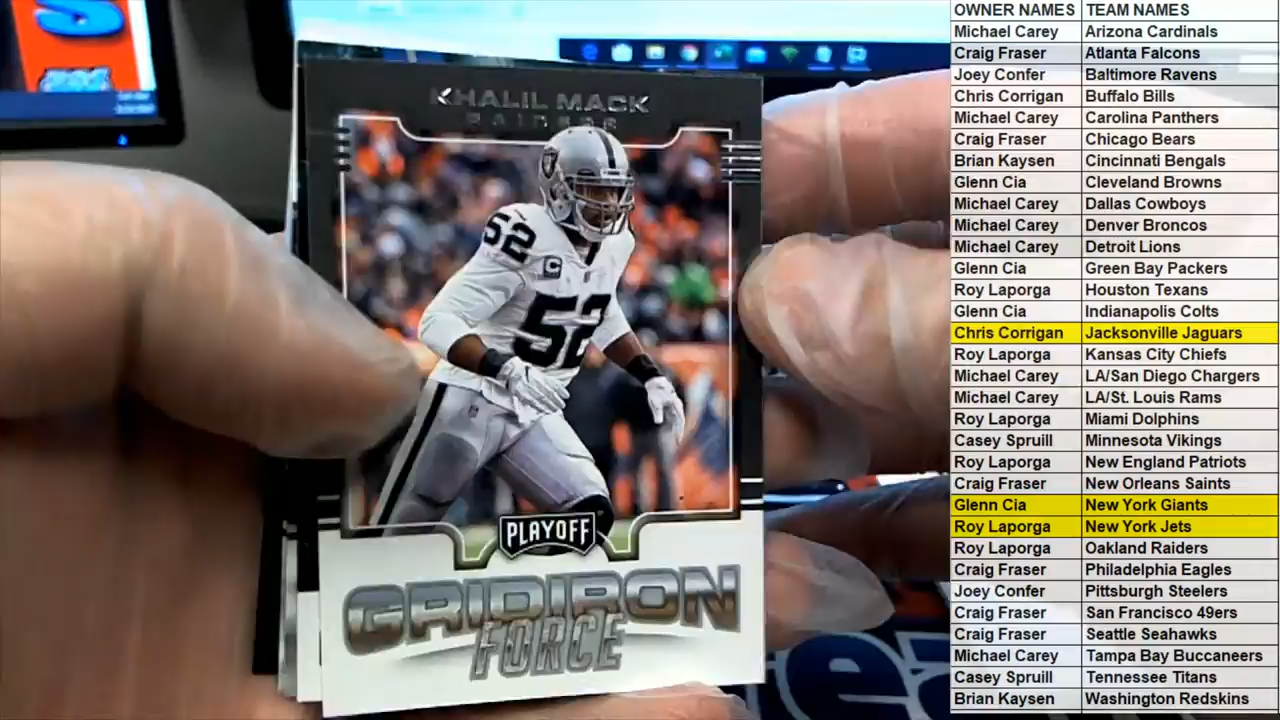 KHALIL MACK
RAIDERS
52
52
C
PLAYOFF
GRIDIRON
FORCE
OWNER NAMES TEAM NAMES
Michael Carey Arizona Cardinals
Craig Fraser Atlanta Falcons
Joey Confer Baltimore Ravens
Chris Corrigan Buffalo Bills
Michael Carey Carolina Panthers
Craig Fraser Chicago Bears
Brian Kaysen Cincinnati Bengals
Glenn Cia Cleveland Browns
Michael Carey Dallas Cowboys
Michael Carey Denver Broncos
Michael Carey Detroit Lions
Glenn Cia Green Bay Packers
Roy Laporga Houston Texans
Glenn Cia Indianapolis Colts
Chris Corrigan Jacksonville Jaguars
Roy Laporga Kansas City Chiefs
Michael Carey LA/San Diego Chargers
Michael Carey LA/St. Louis Rams
Roy Laporga Miami Dolphins
Casey Spruill Minnesota Vikings
Roy Laporga New England Patriots
Craig Fraser New Orleans Saints
Glenn Cia New York Giants
Roy Laporga New York Jets
Roy Laporga Oakland Raiders
Craig Fraser Philadelphia Eagles
Joey Confer Pittsburgh Steelers
Craig Fraser San Francisco 49ers
Craig Fraser Seattle Seahawks
Michael Carey Tampa Bay Buccaneers
Casey Spruill Tennessee Titans
Brian Kaysen Washington Redskins